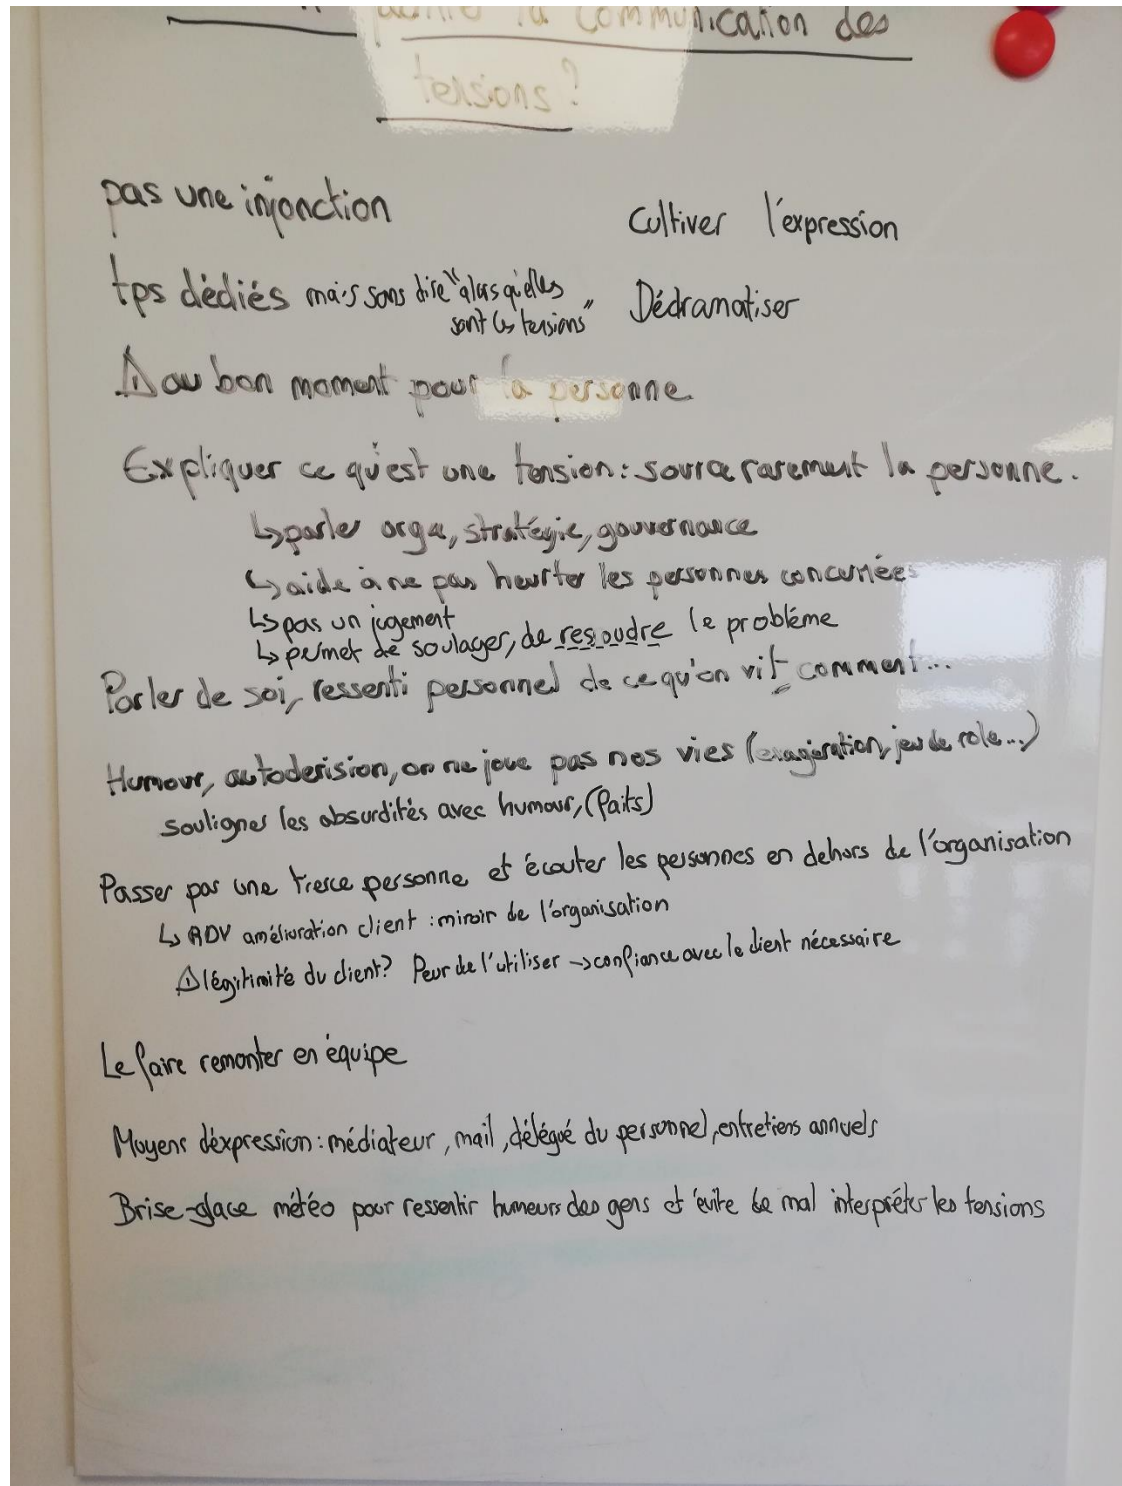 la communication des
tensions ?
pas une injonction
Cultiver l'expression
tps dédiés mais sans dire "alors qu'elles
sont les tensions"
Dédramatiser
⚠ au bon moment pour la personne
Expliquer ce qu'est une tension : source rarement la personne.
↳ parler orga, stratégie, gouvernance
↳ aide à ne pas heurter les personnes concernées
↳ pas un jugement
↳ permet de soulager, de resoudre le problème
Parler de soi, ressenti personnel de ce qu'on vit comment...
Humour, autoderision, on ne joue pas nos vies (exagération, jeu de role...)
souligner les absurdités avec humour, (faits)
Passer par une tierce personne et écouter les personnes en dehors de l'organisation
↳ ADV amélioration client : miroir de l'organisation
⚠ légitimité du client ? Peur de l'utiliser → confiance avec le client nécessaire
Le faire remonter en équipe
Moyens d'expression : médiateur, mail, délégué du personnel, entretiens annuels
Brise-glace météo pour ressentir humeurs des gens et évite de mal interpréter les tensions